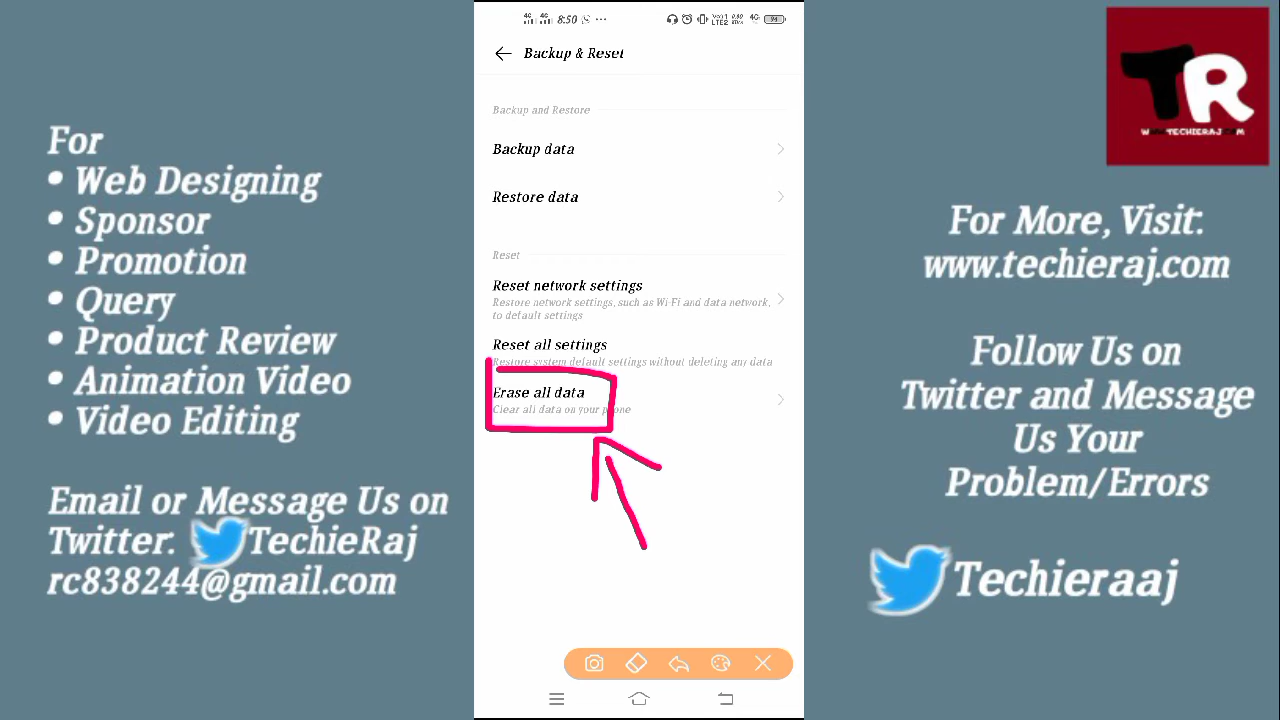 For
• Web Designing
• Sponsor
• Promotion
• Query
• Product Review
• Animation Video
• Video Editing
Email or Message Us on
Twitter. TechieRaj
rc838244@gmail.com
8:50
Backup & Reset
Backup and Restore
Backup data
Restore data
Reset
Reset network settings
Restore network settings, such as Wi-Fi and data network,
to default settings
Reset all settings
Restore system default settings without deleting any data
Erase all data
Clear all data on your phone
TR
WWW.TECHIERAJ.COM
For More, Visit:
www.techieraj.com
Follow Us on
Twitter and Message
Us Your
Problem/Errors
Techieraaj